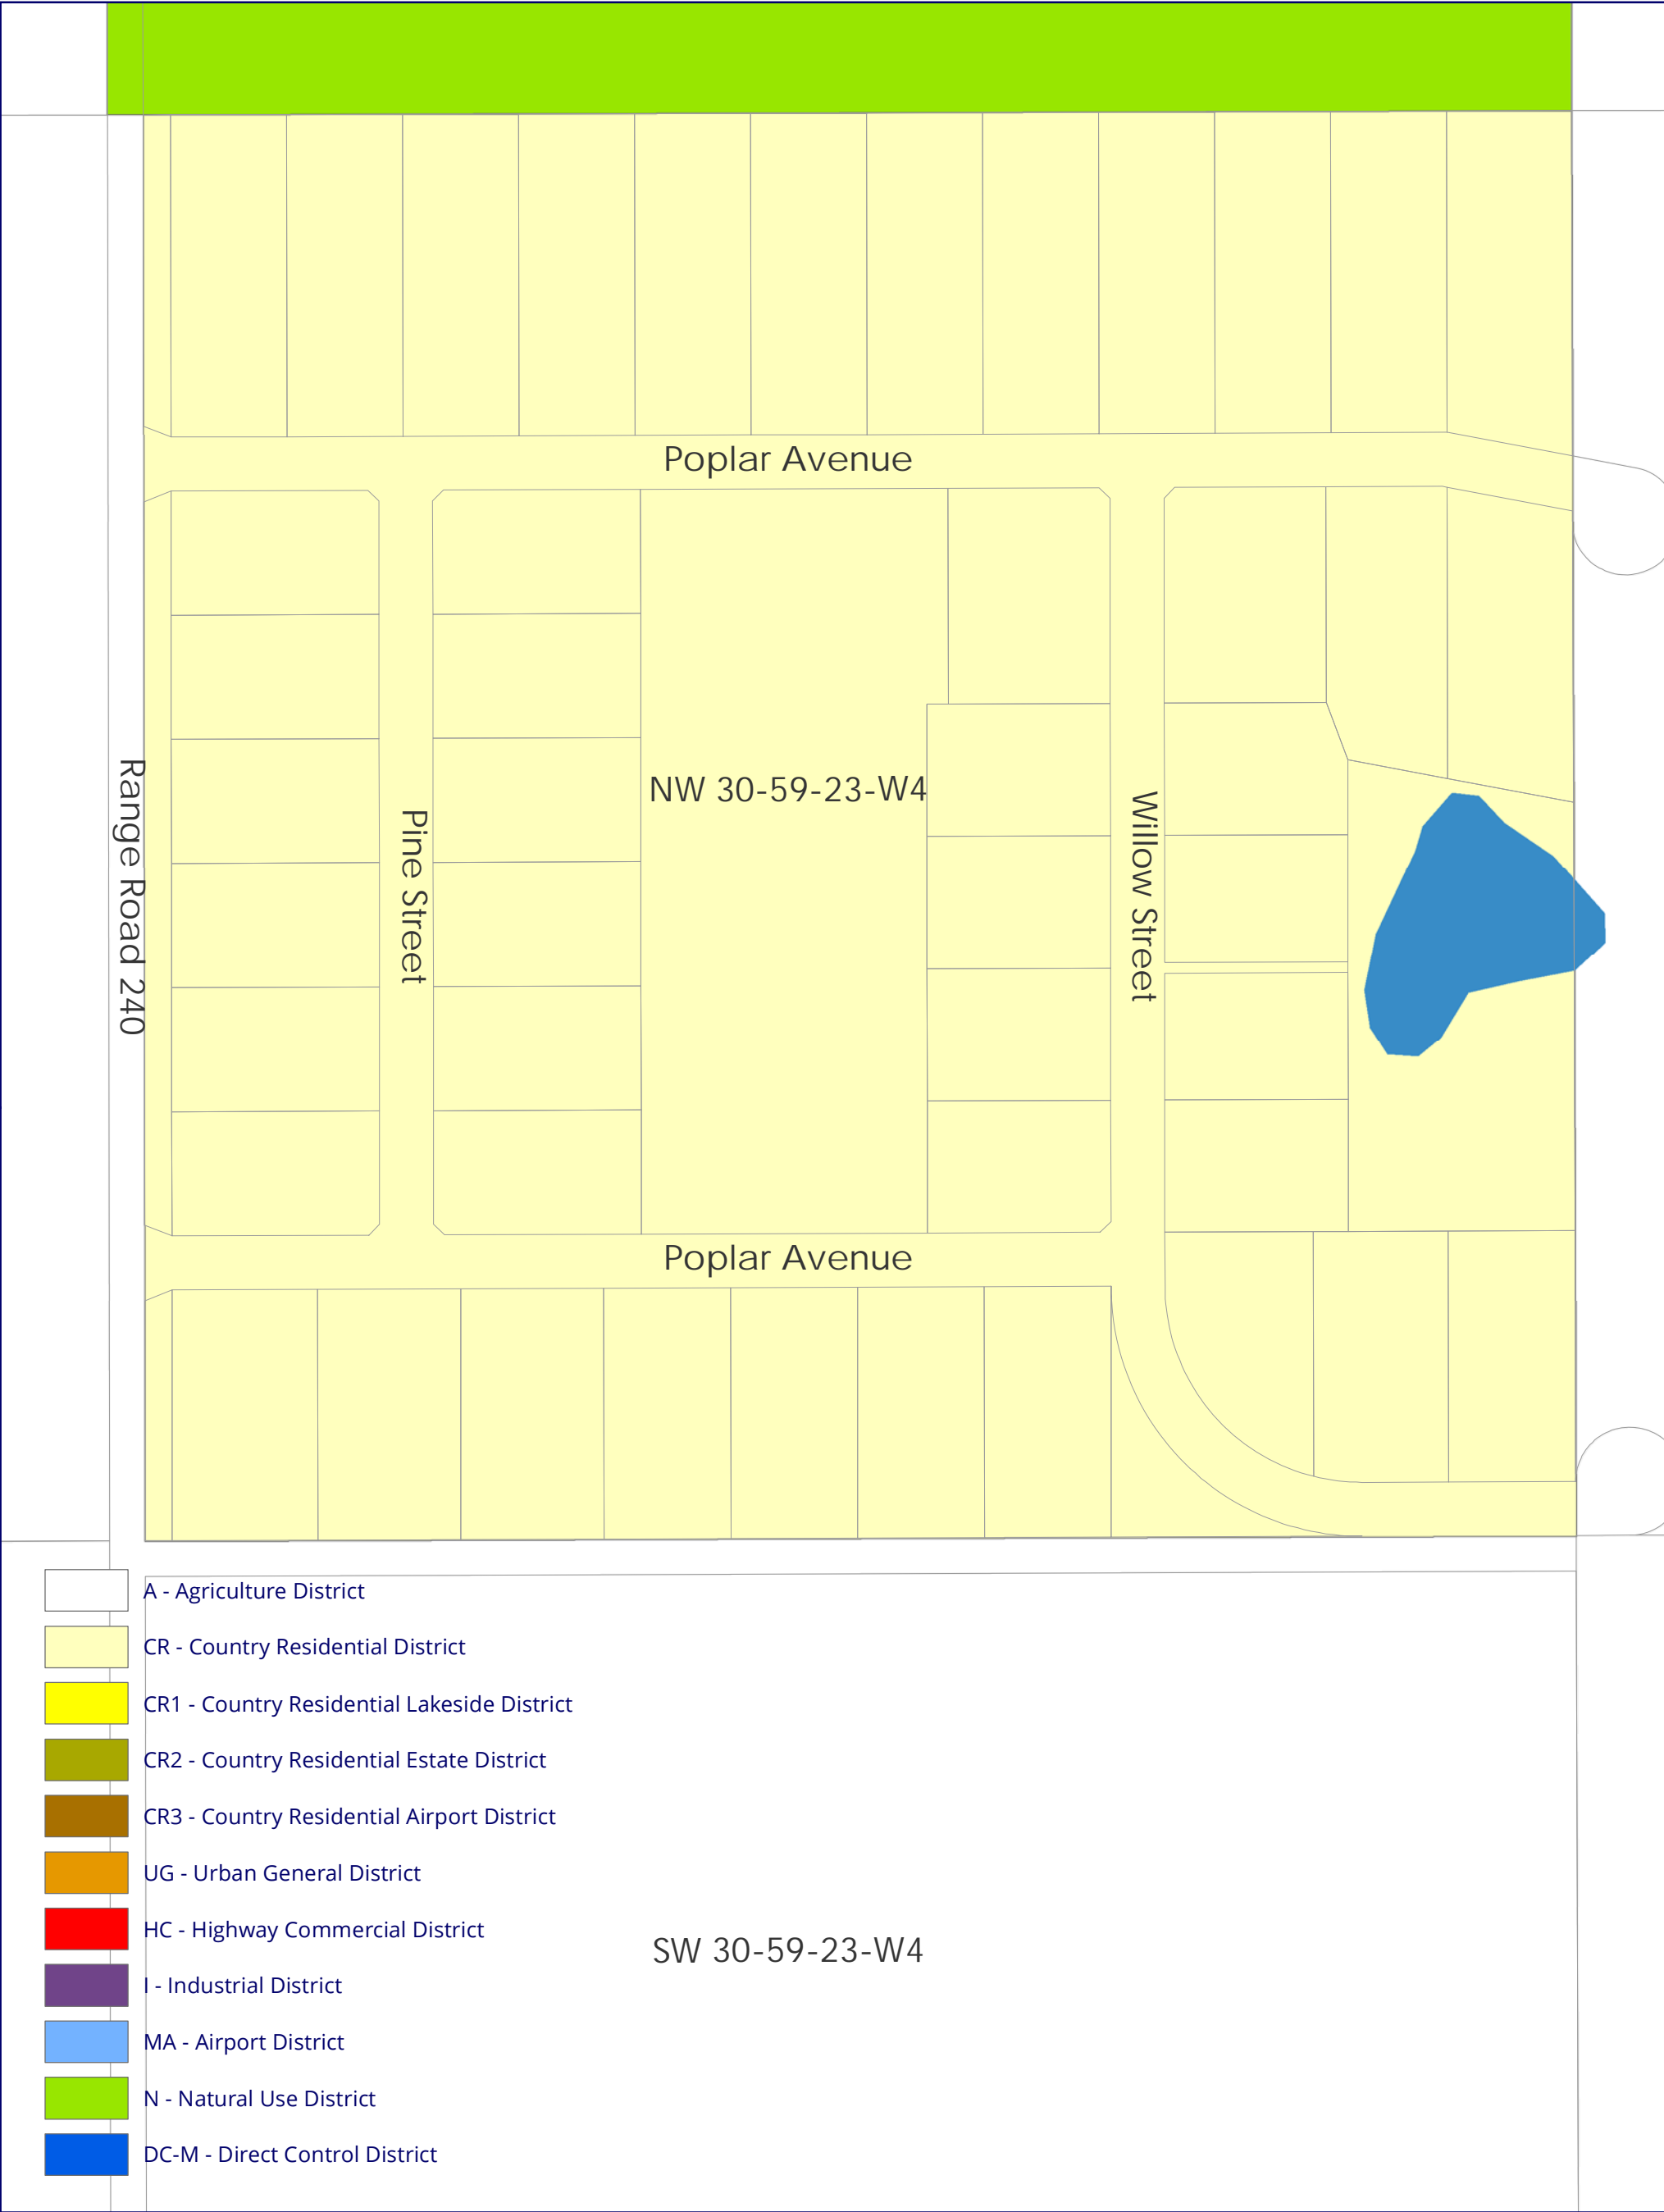 Poplar Avenue
NW 30-59-23-W4
Range Road 240
Pine Street
Willow Street
Poplar Avenue
A - Agriculture District
CR - Country Residential District
CR1 - Country Residential Lakeside District
CR2 - Country Residential Estate District
CR3 - Country Residential Airport District
UG - Urban General District
HC - Highway Commercial District
SW 30-59-23-W4
I - Industrial District
MA - Airport District
N - Natural Use District
DC-M - Direct Control District